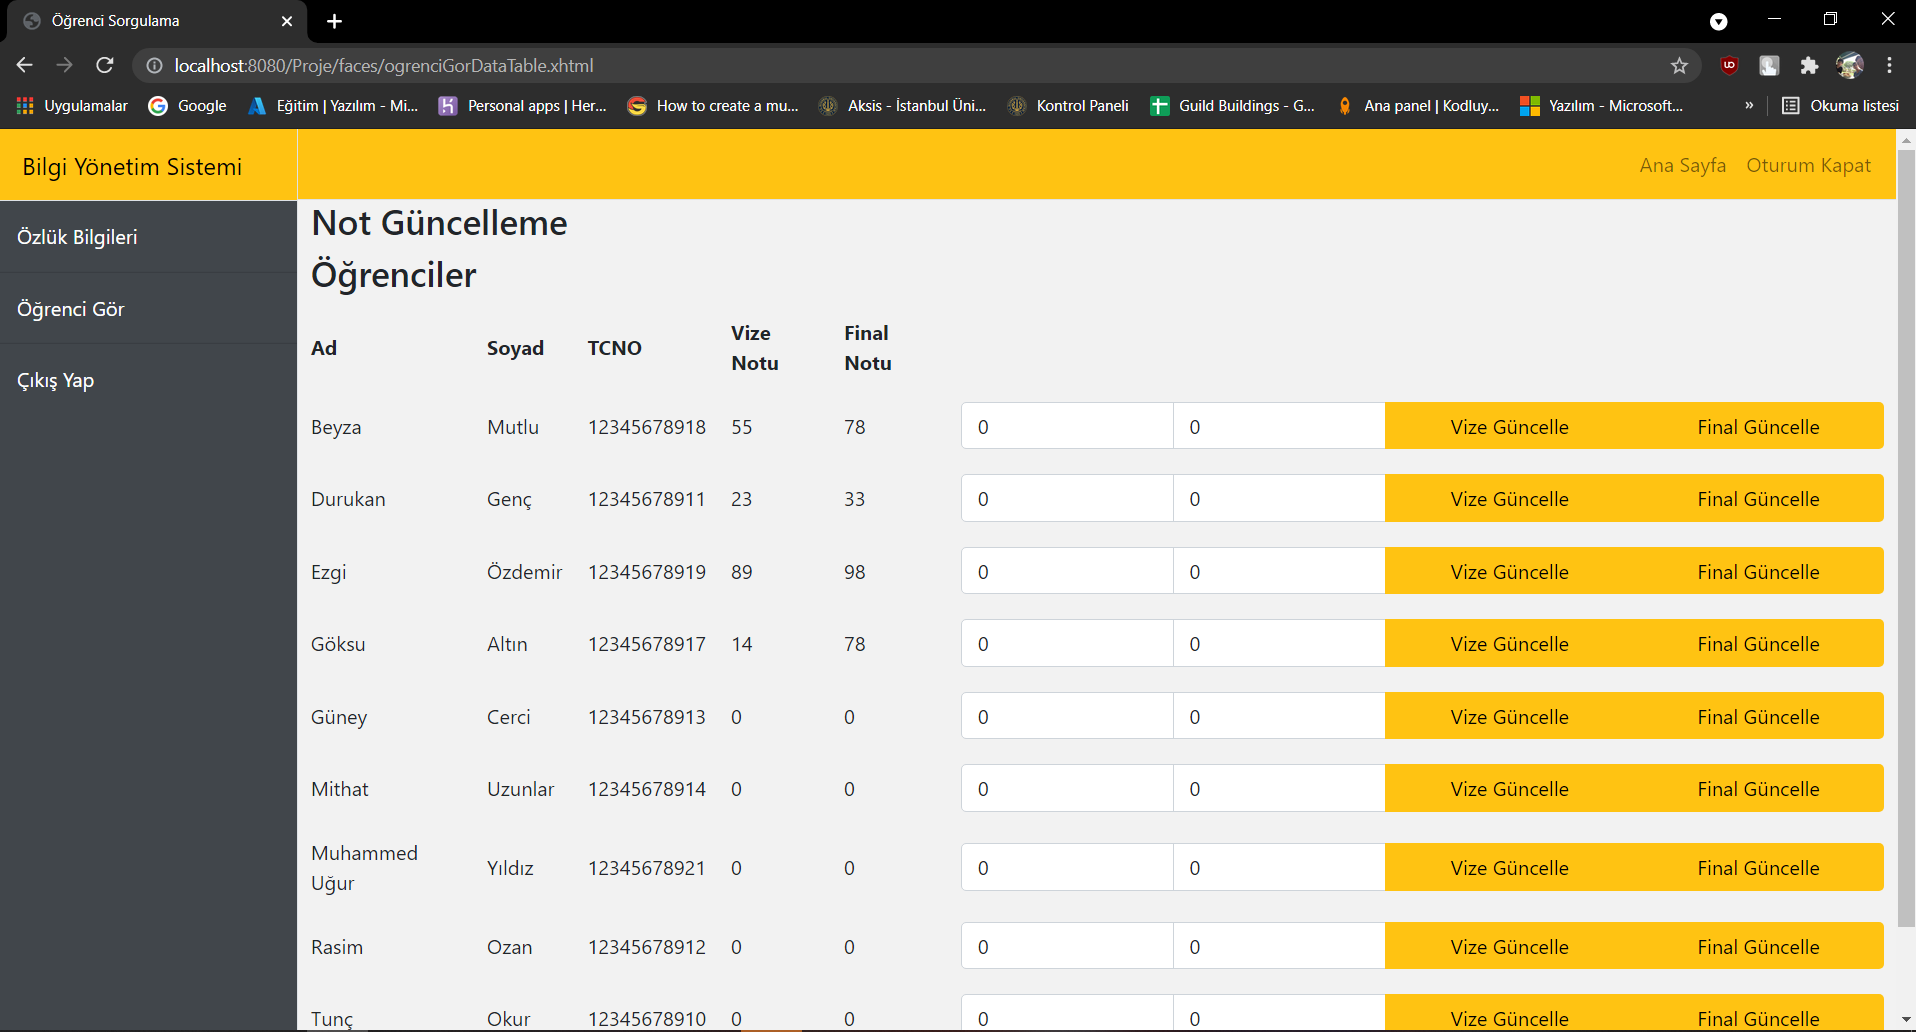 Öğrenci Sorgulama
localhost:8080/Proje/faces/ogrenciGorDataTable.xhtml
Uygulamalar Google Eğitim | Yazılım - Mi... Personal apps | Her... How to create a mu... Aksis - İstanbul Üni... Kontrol Paneli Guild Buildings - G... Ana panel | Kodluy... Yazılım - Microsoft... » Okuma listesi
Bilgi Yönetim Sistemi Ana Sayfa Oturum Kapat
Özlük Bilgileri
Öğrenci Gör
Çıkış Yap
Not Güncelleme
Öğrenciler
Ad Soyad TCNO Vize Notu Final Notu
Beyza Mutlu 12345678918 55 78 0 0 Vize Güncelle Final Güncelle
Durukan Genç 12345678911 23 33 0 0 Vize Güncelle Final Güncelle
Ezgi Özdemir 12345678919 89 98 0 0 Vize Güncelle Final Güncelle
Göksu Altın 12345678917 14 78 0 0 Vize Güncelle Final Güncelle
Güney Cerci 12345678913 0 0 0 0 Vize Güncelle Final Güncelle
Mithat Uzunlar 12345678914 0 0 0 0 Vize Güncelle Final Güncelle
Muhammed Uğur Yıldız 12345678921 0 0 0 0 Vize Güncelle Final Güncelle
Rasim Ozan 12345678912 0 0 0 0 Vize Güncelle Final Güncelle
Tunç Okur 12345678910 0 0 0 0 Vize Güncelle Final Güncelle